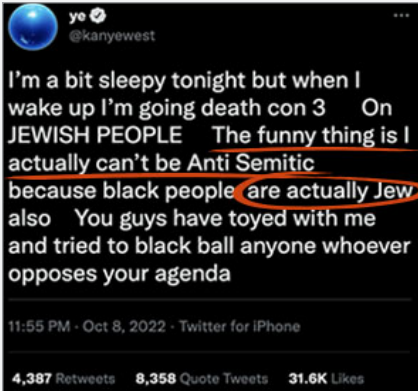 ye
@kanyewest
I'm a bit sleepy tonight but when I
wake up I'm going death con 3 On
JEWISH PEOPLE The funny thing is I
actually can't be Anti Semitic
because black people are actually Jew
also You guys have toyed with me
and tried to black ball anyone whoever
opposes your agenda
11:55 PM · Oct 8, 2022 · Twitter for iPhone
4,387 Retweets 8,358 Quote Tweets 31.6K Likes